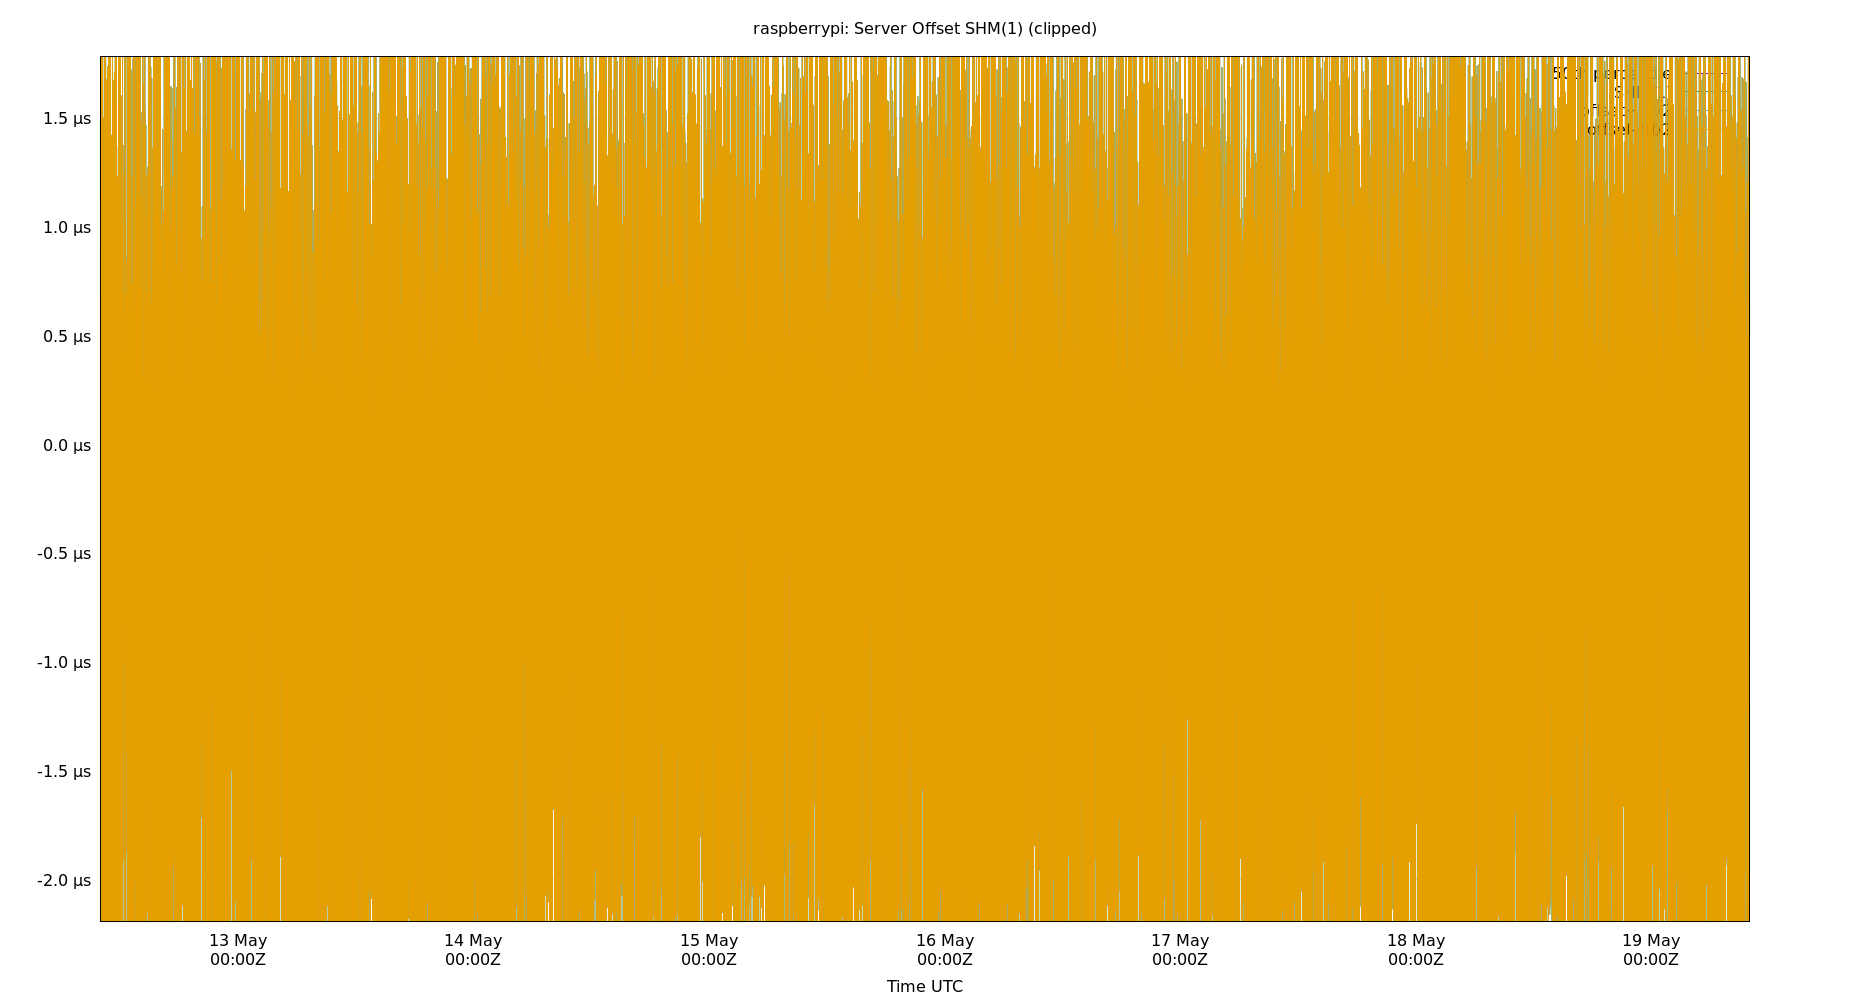 raspberrypi: Server Offset SHM(1) (clipped)
1.5 μs
1.0 μs
0.5 μs
0.0 μs
-0.5 μs
-1.0 μs
-1.5 μs
-2.0 μs
13 May 14 May 15 May 16 May 17 May 18 May 19 May
00:00Z 00:00Z 00:00Z 00:00Z 00:00Z 00:00Z 00:00Z
Time UTC